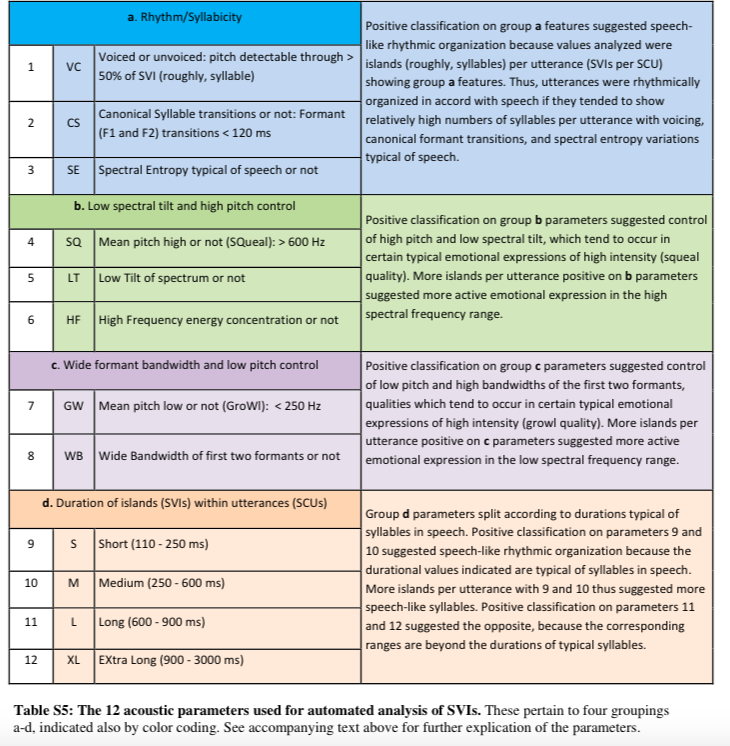 a. Rhythm/Syllabicity
1 VC Voiced or unvoiced: pitch detectable through >
50% of SVI (roughly, syllable)
2 CS Canonical Syllable transitions or not: Formant
(F1 and F2) transitions < 120 ms
3 SE Spectral Entropy typical of speech or not
Positive classification on group a features suggested speech-
like rhythmic organization because values analyzed were
islands (roughly, syllables) per utterance (SVIs per SCU)
showing group a features. Thus, utterances were rhythmically
organized in accord with speech if they tended to show
relatively high numbers of syllables per utterance with voicing,
canonical formant transitions, and spectral entropy variations
typical of speech.
b. Low spectral tilt and high pitch control
4 SQ Mean pitch high or not (SQueal): > 600 Hz
5 LT Low Tilt of spectrum or not
6 HF High Frequency energy concentration or not
Positive classification on group b parameters suggested control
of high pitch and low spectral tilt, which tend to occur in
certain typical emotional expressions of high intensity (squeal
quality). More islands per utterance positive on b parameters
suggested more active emotional expression in the high
spectral frequency range.
c. Wide formant bandwidth and low pitch control
7 GW Mean pitch low or not (GroWl): < 250 Hz
8 WB Wide Bandwidth of first two formants or not
Positive classification on group c parameters suggested control
of low pitch and high bandwidths of the first two formants,
qualities which tend to occur in certain typical emotional
expressions of high intensity (growl quality). More islands per
utterance positive on c parameters suggested more active
emotional expression in the low spectral frequency range.
d. Duration of islands (SVIs) within utterances (SCUs)
9 S Short (110 - 250 ms)
10 M Medium (250 - 600 ms)
11 L Long (600 - 900 ms)
12 XL EXtra Long (900 - 3000 ms)
Group d parameters split according to durations typical of
syllables in speech. Positive classification on parameters 9 and
10 suggested speech-like rhythmic organization because the
durational values indicated are typical of syllables in speech.
More islands per utterance with 9 and 10 thus suggested more
speech-like syllables. Positive classification on parameters 11
and 12 suggested the opposite, because the corresponding
ranges are beyond the durations of typical syllables.
Table S5: The 12 acoustic parameters used for automated analysis of SVIs. These pertain to four groupings
a-d, indicated also by color coding. See accompanying text above for further explication of the parameters.